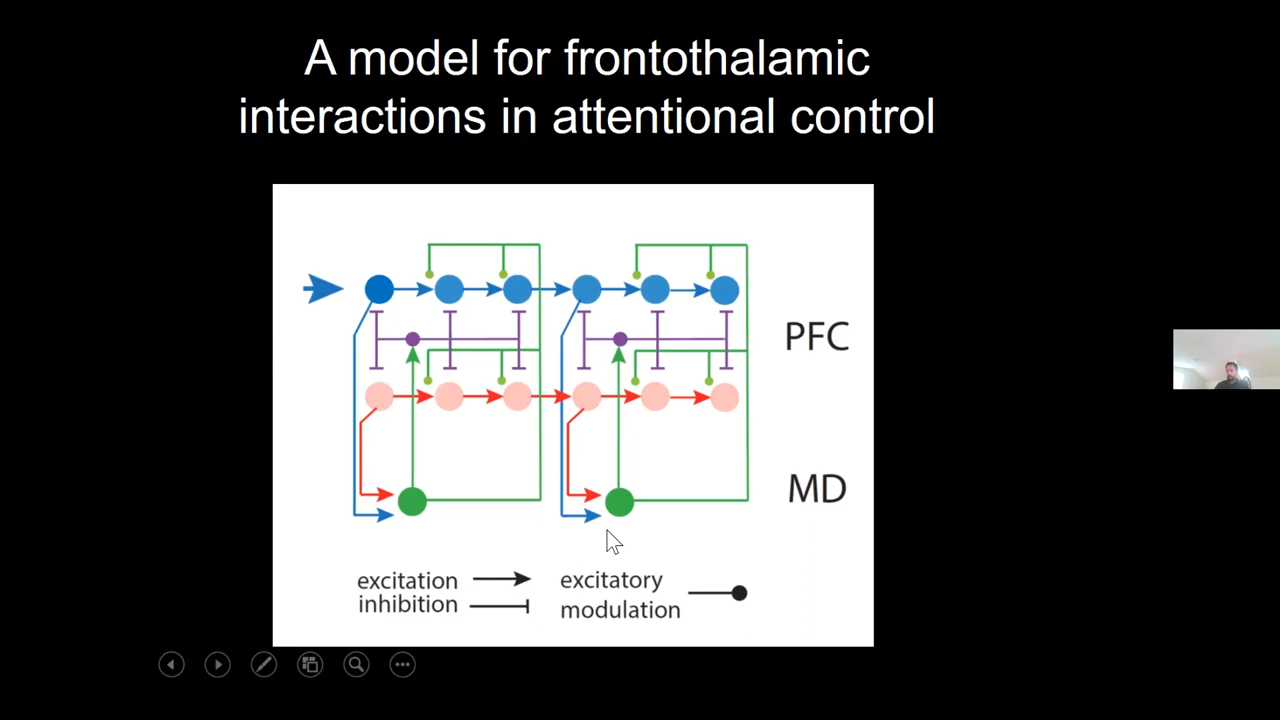 A model for frontothalamic
interactions in attentional control
PFC
MD
excitation
inhibition
excitatory
modulation